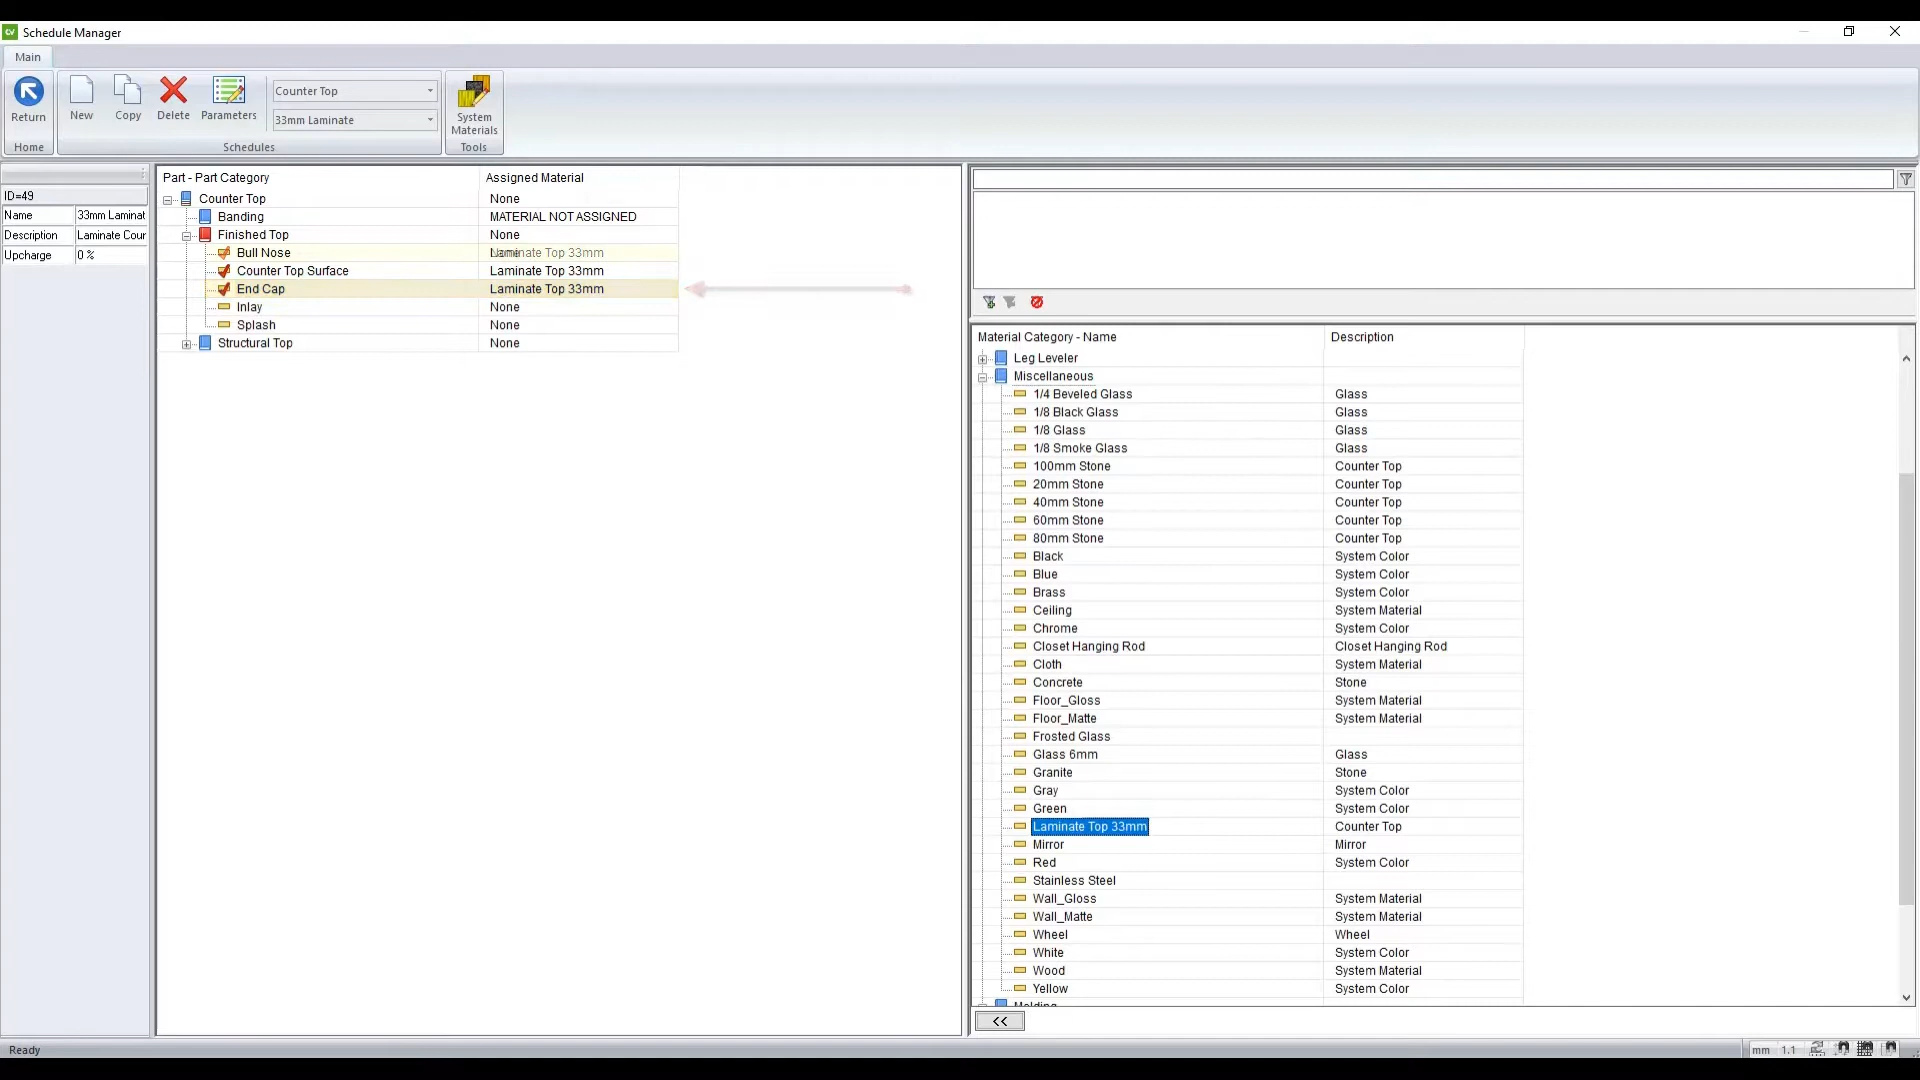 CV Schedule Manager
Main
Return
New
Copy
Delete
Parameters
Counter Top
33mm Laminate
System
Materials
Home
Schedules
Tools
ID=49
Name 33mm Laminat
Description Laminate Cour
Upcharge 0 %
Part - Part Category Assigned Material
Counter Top None
Banding MATERIAL NOT ASSIGNED
Finished Top None
Bull Nose Laminate Top 33mm
Counter Top Surface Laminate Top 33mm
End Cap Laminate Top 33mm
Inlay None
Splash None
Structural Top None
Material Category - Name Description
Leg Leveler
Miscellaneous
1/4 Beveled Glass Glass
1/8 Black Glass Glass
1/8 Glass Glass
1/8 Smoke Glass Glass
100mm Stone Counter Top
20mm Stone Counter Top
40mm Stone Counter Top
60mm Stone Counter Top
80mm Stone Counter Top
Black System Color
Blue System Color
Brass System Color
Ceiling System Material
Chrome System Color
Closet Hanging Rod Closet Hanging Rod
Cloth System Material
Concrete Stone
Floor_Gloss System Material
Floor_Matte System Material
Frosted Glass
Glass 6mm Glass
Granite Stone
Gray System Color
Green System Color
Laminate Top 33mm Counter Top
Mirror Mirror
Red System Color
Stainless Steel
Wall_Gloss System Material
Wall_Matte System Material
Wheel Wheel
White System Color
Wood System Material
Yellow System Color
Molding
<<
Ready
mm 1.1